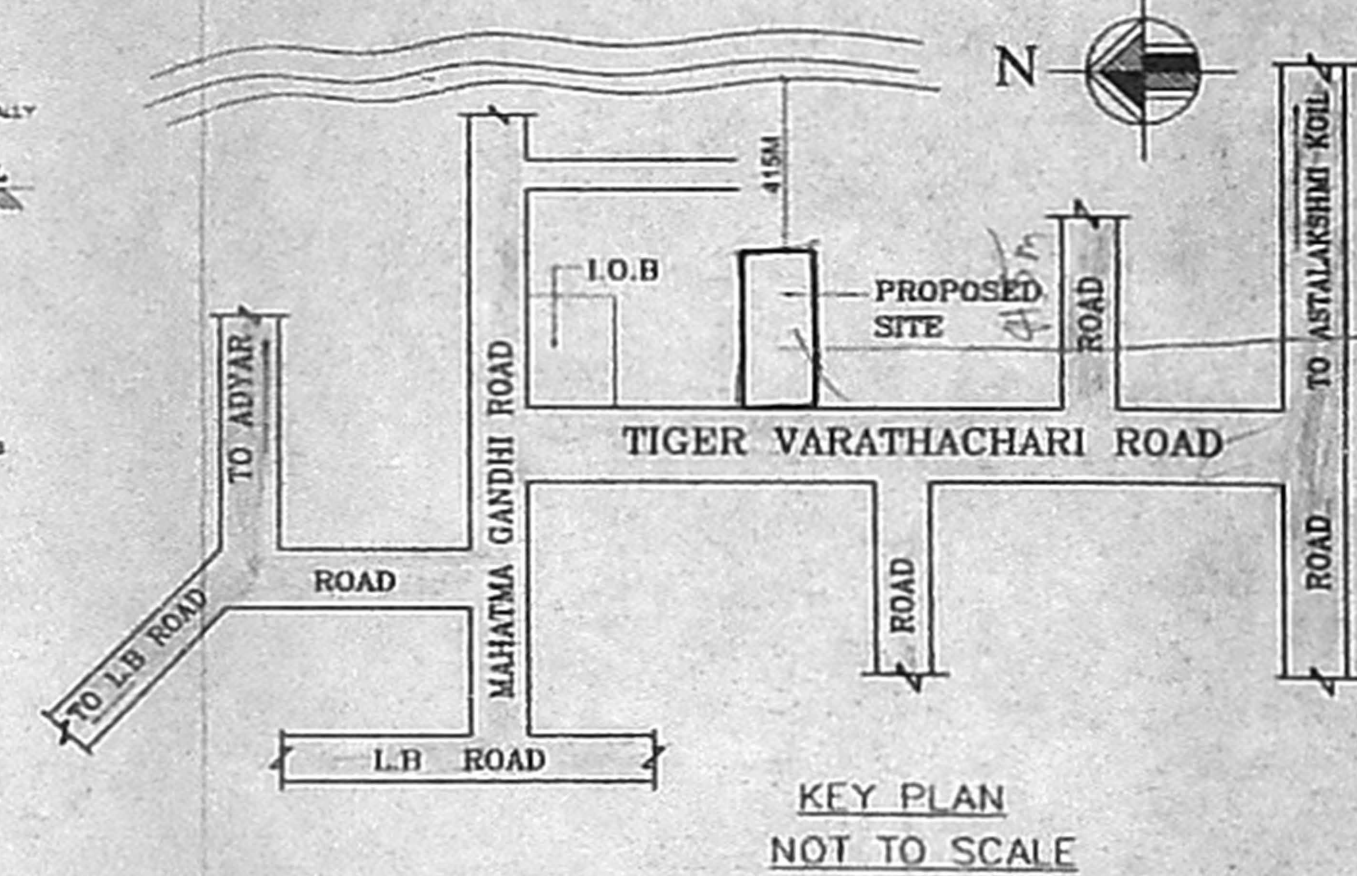 N
415M
I.O.B
PROPOSED
SITE
415m
ROAD
TO ASTALAKSHMI KOIL
TO ADYAR
MAHATMA GANDHI ROAD
TIGER VARATHACHARI ROAD
ROAD
TO L.B ROAD
ROAD
ROAD
L.B ROAD
KEY PLAN
NOT TO SCALE